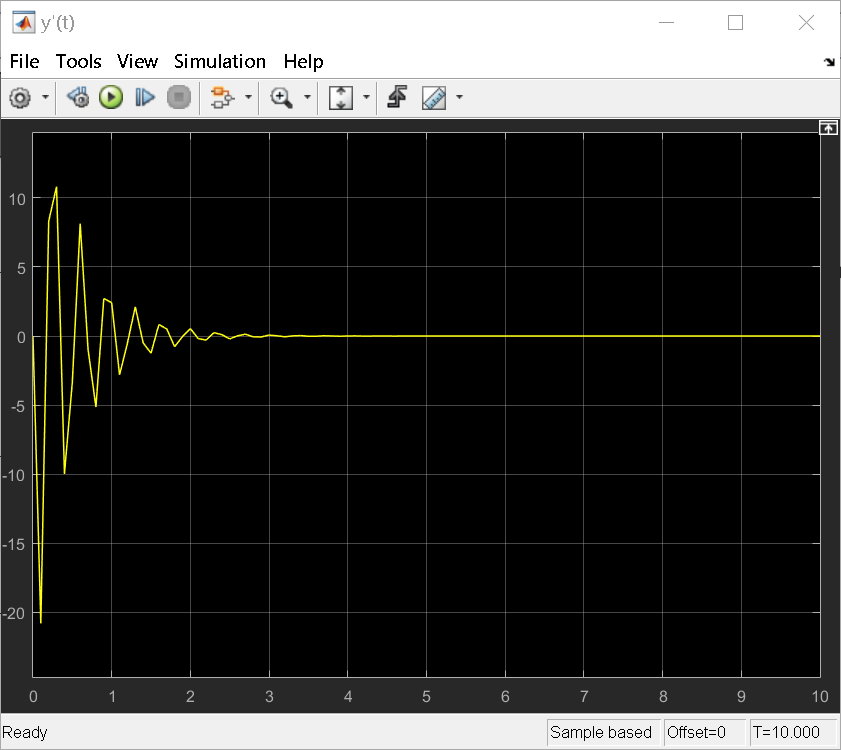 y'(t)
File Tools View Simulation Help
10
5
0
-5
-10
-15
-20
0 1 2 3 4 5 6 7 8 9 10
Ready Sample based Offset=0 T=10.000